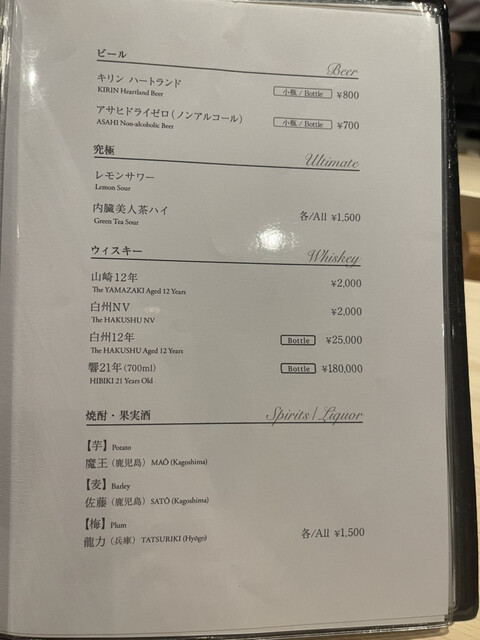 ビール Beer
キリン ハートランド
KIRIN Heartland Beer 小瓶 / Bottle ¥800
アサヒドライゼロ(ノンアルコール)
ASAHI Non-alcoholic Beer 小瓶 / Bottle ¥700
究極 Ultimate
レモンサワー
Lemon Sour
内臓美人茶ハイ 各/All ¥1,500
Green Tea Sour
ウィスキー Whiskey
山崎12年 ¥2,000
The YAMAZAKI Aged 12 Years
白州NV ¥2,000
The HAKUSHU NV
白州12年 Bottle ¥25,000
The HAKUSHU Aged 12 Years
響21年(700ml) Bottle ¥180,000
HIBIKI 21 Years Old
焼酎・果実酒 Spirits/Liquor
【芋】Potato
魔王(鹿児島)MAŌ (Kagoshima)
【麦】Barley
佐藤(鹿児島)SATŌ (Kagoshima)
【梅】Plum
龍力(兵庫)TATSURIKI (Hyōgo) 各/All ¥1,500